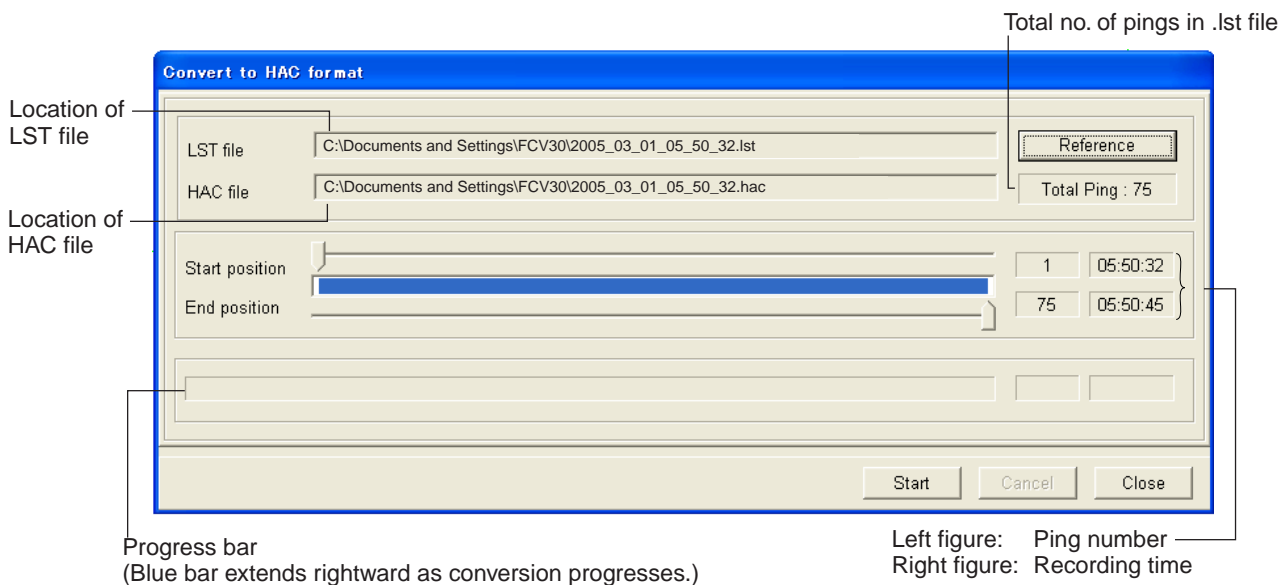 Total no. of pings in .lst file
Convert to HAC format
Location of
LST file
LST file
C:\Documents and Settings\FCV30\2005_03_01_05_50_32.lst
Reference
HAC file
C:\Documents and Settings\FCV30\2005_03_01_05_50_32.hac
Total Ping : 75
Location of
HAC file
Start position
1
05:50:32
End position
75
05:50:45
Start
Cancel
Close
Progress bar
(Blue bar extends rightward as conversion progresses.)
Left figure: Ping number
Right figure: Recording time